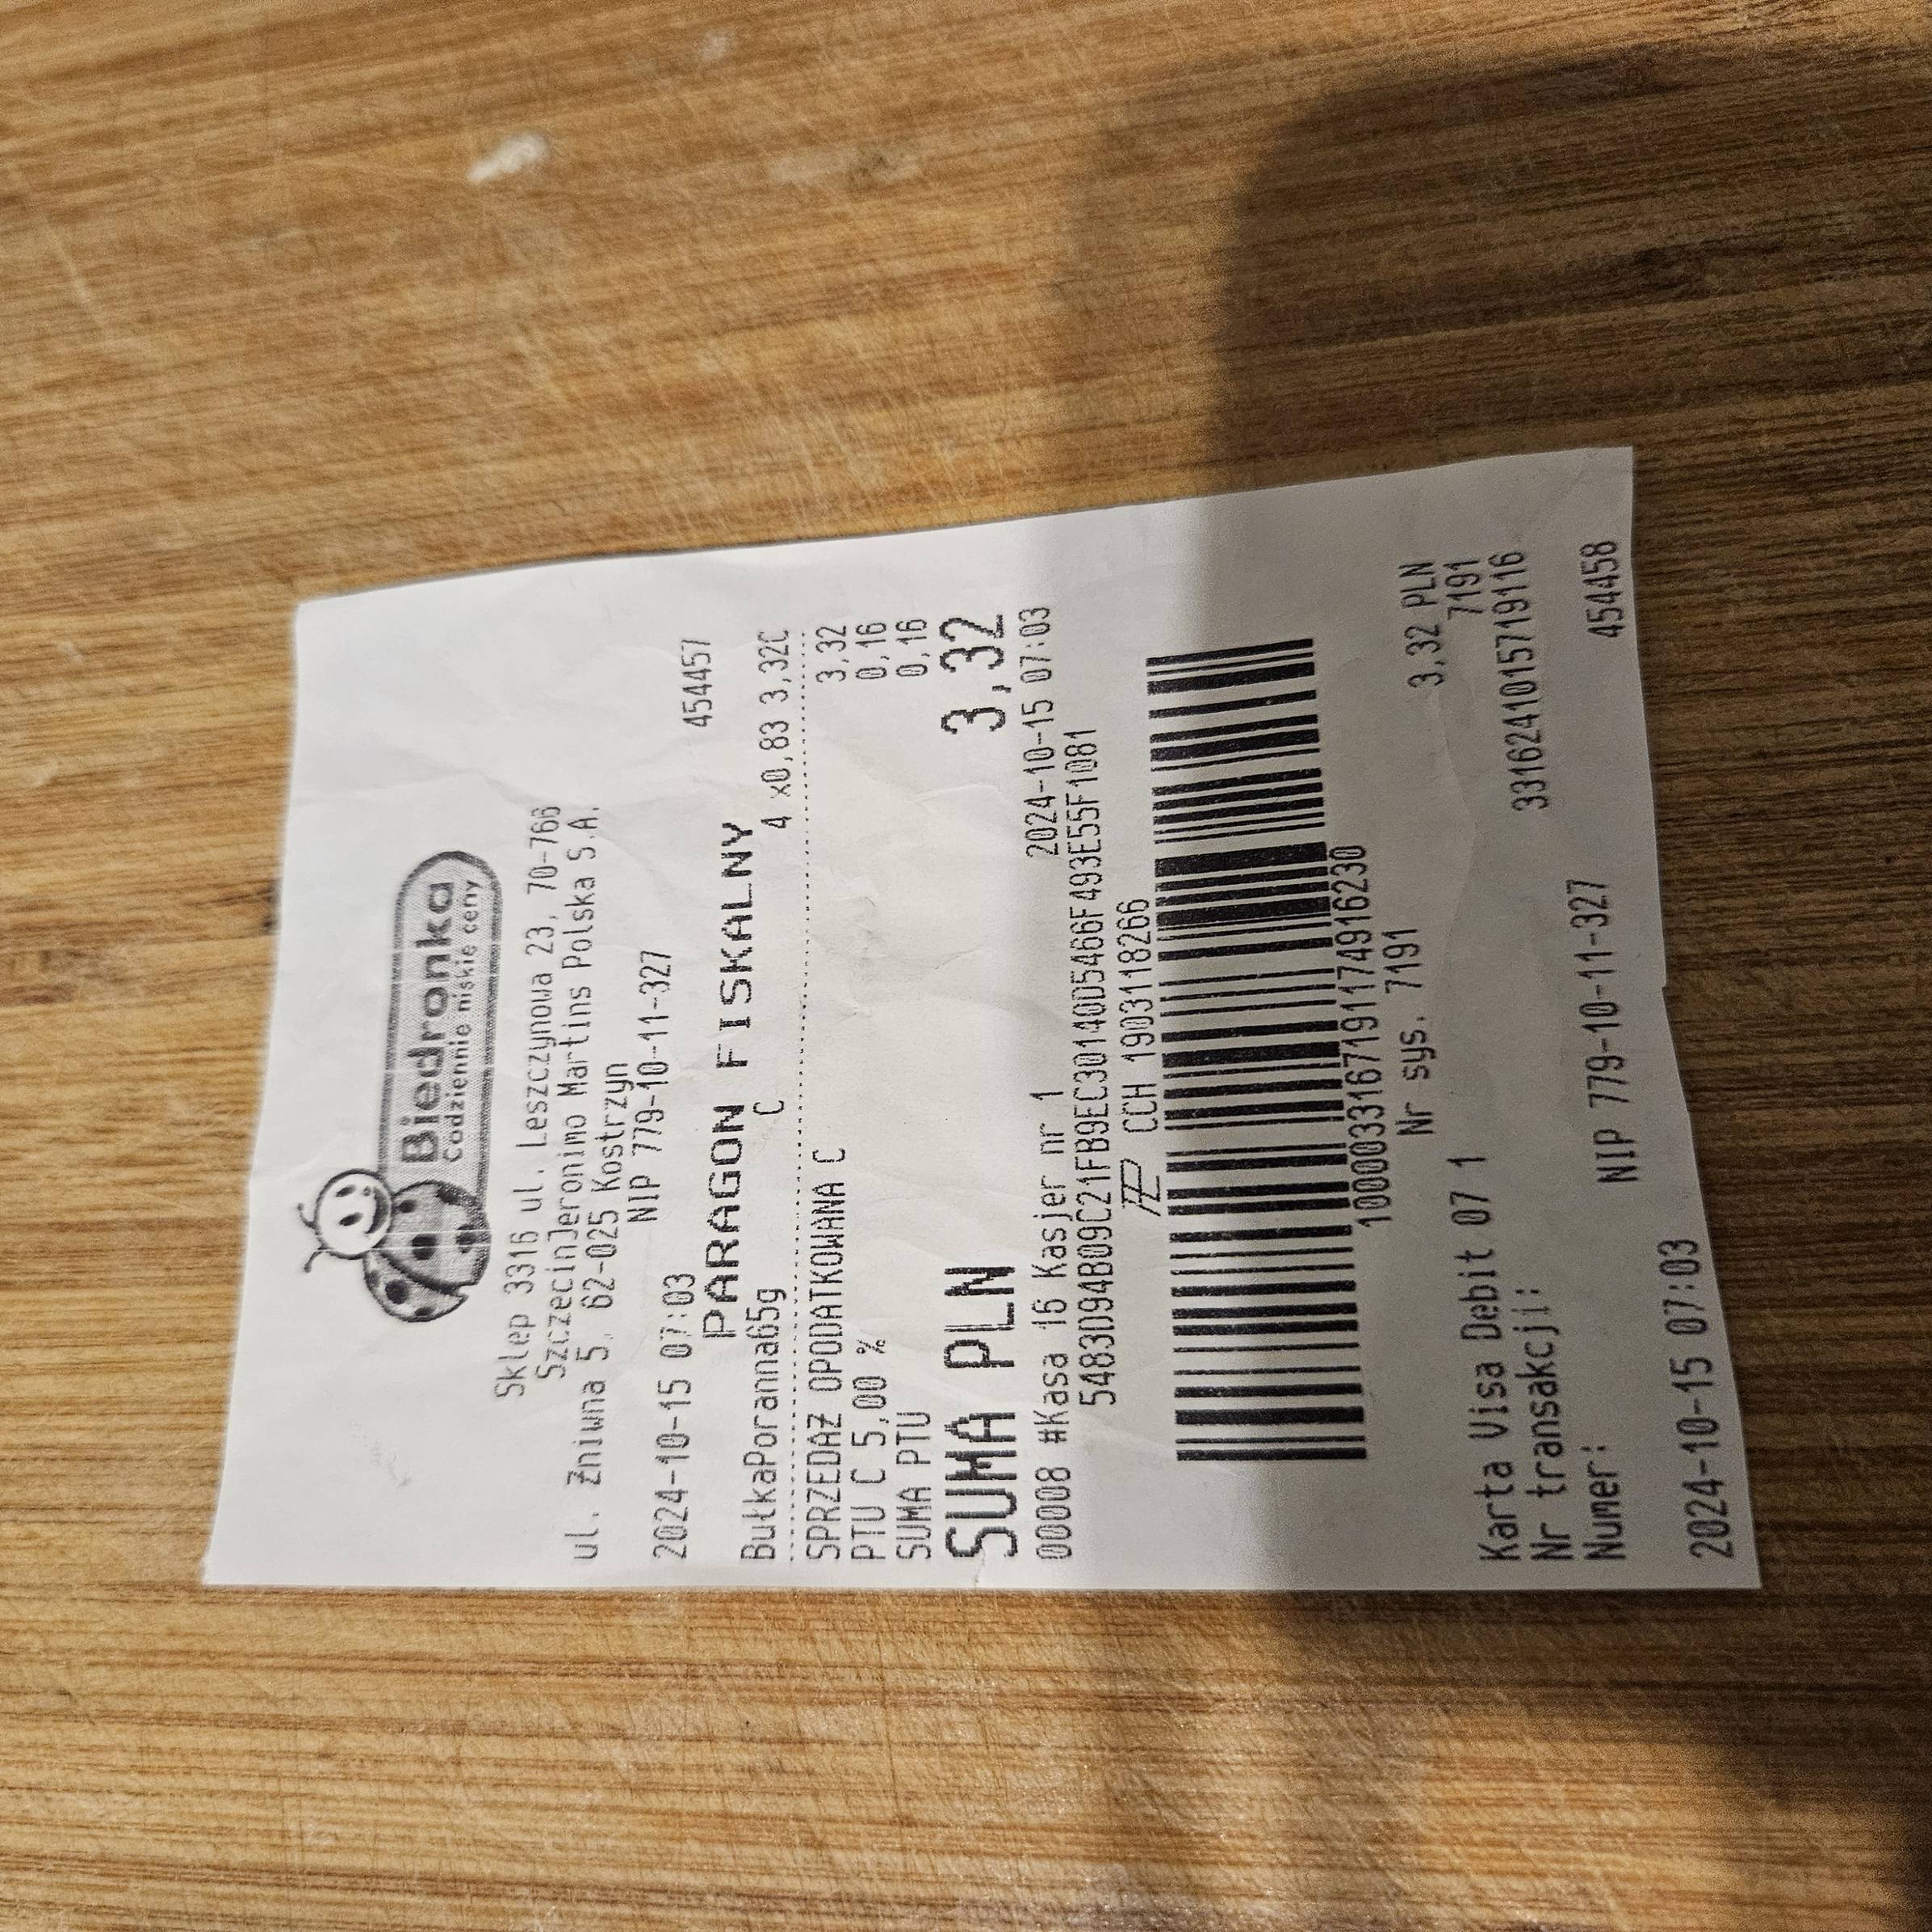 Biedronka
Codziennie niskie ceny
Sklep 3316 ul. Leszczynowa 23, 70-766
SzczecinJeronimo Martins Polska S.A.
ul. Żniwna 5, 62-025 Kostrzyn
NIP 779-10-11-327
2024-10-15 07:03 454457
PARAGON FISKALNY
BułkaPoranna65g C 4 x0,83 3,32C
SPRZEDAŻ OPODATKOWANA C 3,32
PTU C 5,00 % 0,16
SUMA PTU 0,16
SUMA PLN 3,32
00008 #Kasa 16 Kasjer nr 1 2024-10-15 07:03
5483D94B09C21FB9EC30140D5466F493E55F1081
CCH 1903118266
1000033167191174916230
Nr sys. 7191
Karta Visa Debit 07 1 3,32 PLN
Nr transakcji: 7191
Numer: 3316241015719116
NIP 779-10-11-327
2024-10-15 07:03 454458